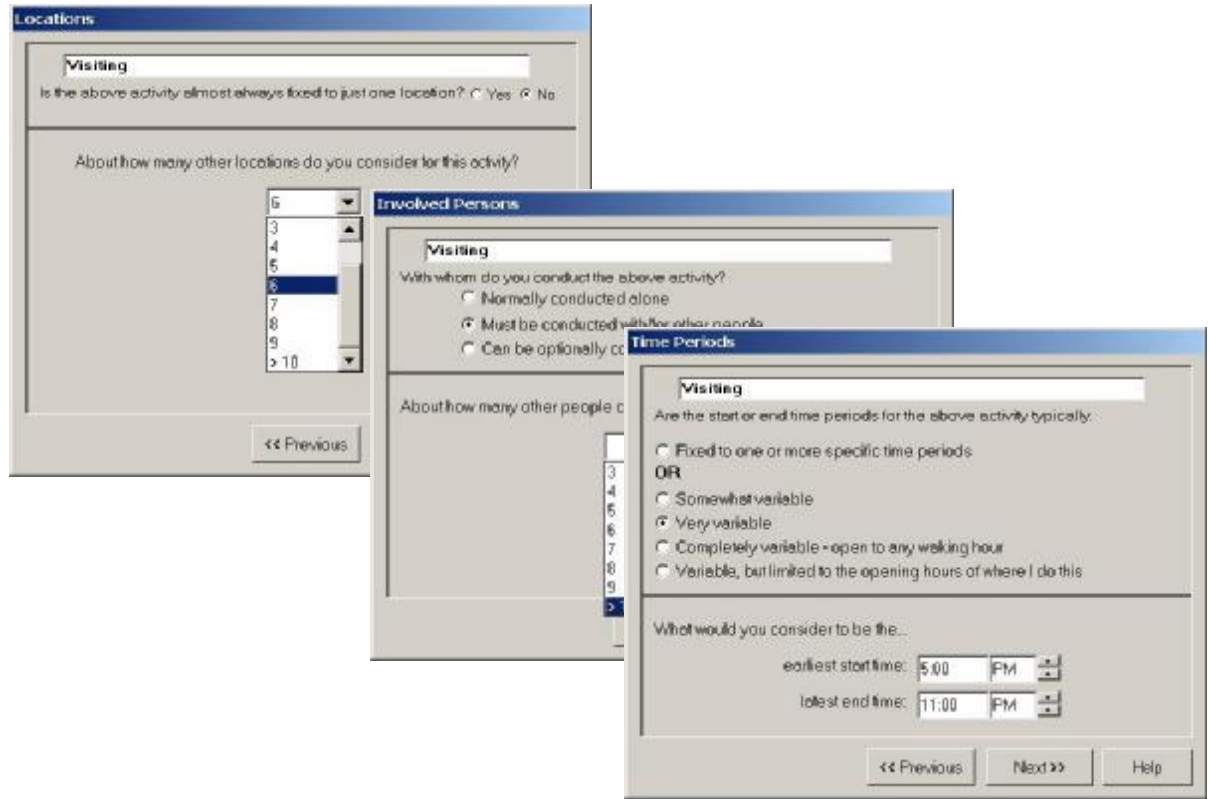 Locations
Visiting
Is the above activity almost always fixed to just one location? Yes No
About how many other locations do you consider for this activity?
6
3
4
5
6
7
8
9
> 10
<< Previous
Involved Persons
Visiting
With whom do you conduct the above activity?
Normally conducted alone
Must be conducted with/for other people
Can be optionally
About how many other people
3
4
5
6
7
8
9
>
Time Periods
Visiting
Are the start or end time periods for the above activity typically.
Fixed to one or more specific time periods
OR
Somewhat variable
Very variable
Completely variable - open to any waking hour
Variable, but limited to the opening hours of where I do this
What would you consider to be the...
earliest start time: 5:00 PM
latest end time: 11:00 PM
<< Previous Next >> Help